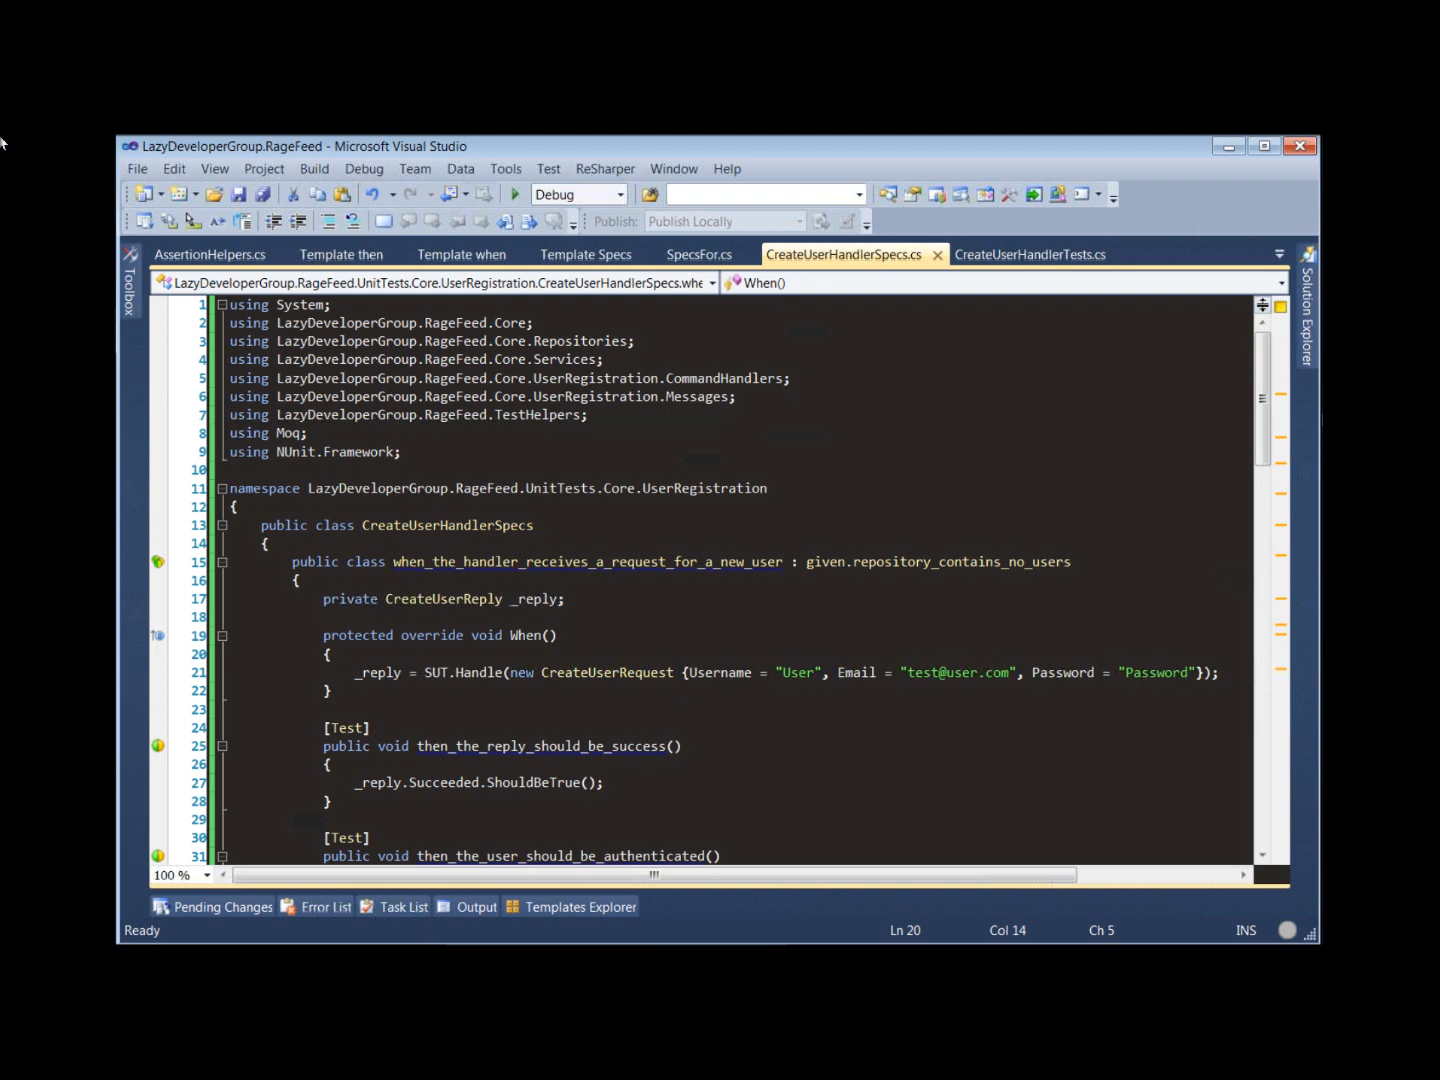 LazyDeveloperGroup.RageFeed - Microsoft Visual Studio
File Edit View Project Build Debug Team Data Tools Test ReSharper Window Help
Debug
Publish: Publish Locally
Toolbox
AssertionHelpers.cs Template then Template when Template Specs SpecsFor.cs CreateUserHandlerSpecs.cs CreateUserHandlerTests.cs
Solution Explorer
LazyDeveloperGroup.RageFeed.UnitTests.Core.UserRegistration.CreateUserHandlerSpecs.whe When()
1 using System;
2 using LazyDeveloperGroup.RageFeed.Core;
3 using LazyDeveloperGroup.RageFeed.Core.Repositories;
4 using LazyDeveloperGroup.RageFeed.Core.Services;
5 using LazyDeveloperGroup.RageFeed.Core.UserRegistration.CommandHandlers;
6 using LazyDeveloperGroup.RageFeed.Core.UserRegistration.Messages;
7 using LazyDeveloperGroup.RageFeed.TestHelpers;
8 using Moq;
9 using NUnit.Framework;
10
11 namespace LazyDeveloperGroup.RageFeed.UnitTests.Core.UserRegistration
12 {
13 public class CreateUserHandlerSpecs
14 {
15 public class when_the_handler_receives_a_request_for_a_new_user : given.repository_contains_no_users
16 {
17 private CreateUserReply _reply;
18
19 protected override void When()
20 {
21 _reply = SUT.Handle(new CreateUserRequest {Username = "User", Email = "test@user.com", Password = "Password"});
22 }
23
24 [Test]
25 public void then_the_reply_should_be_success()
26 {
27 _reply.Succeeded.ShouldBeTrue();
28 }
29
30 [Test]
31 public void then_the_user_should_be_authenticated()
100 %
Pending Changes Error List Task List Output Templates Explorer
Ready Ln 20 Col 14 Ch 5 INS